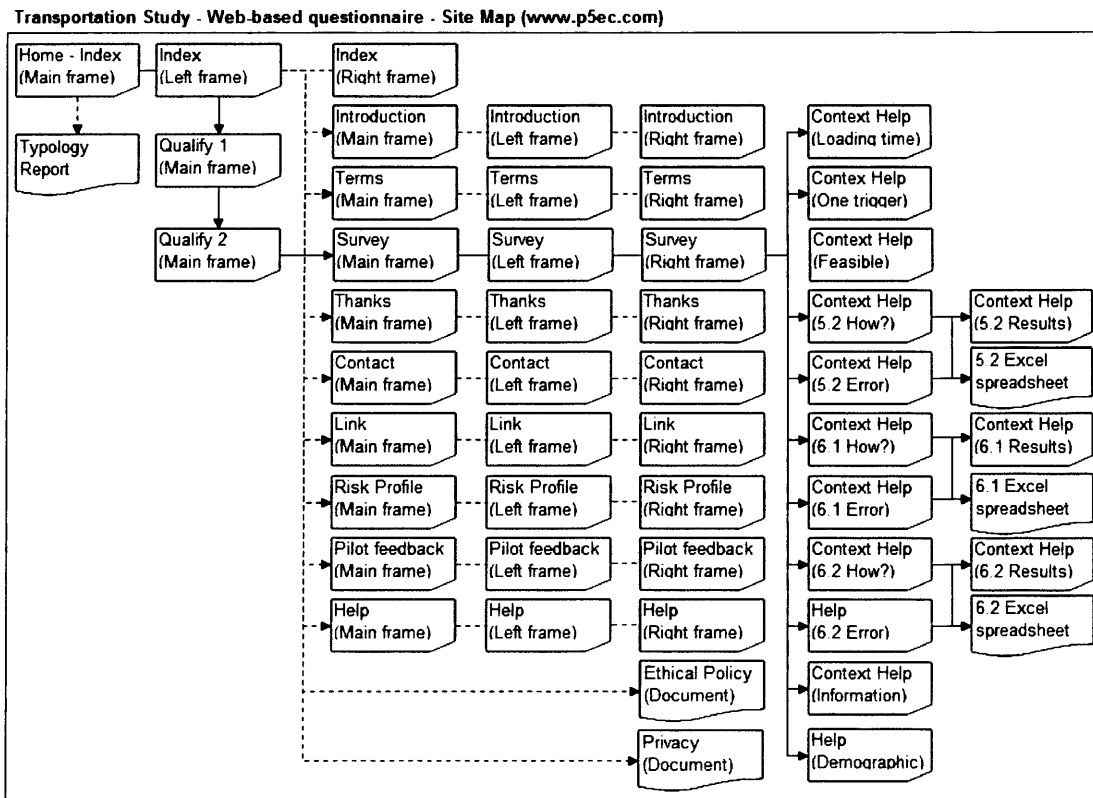 Transportation Study - Web-based questionnaire - Site Map (www.p5ec.com)
Home - Index
(Main frame)
Index
(Left frame)
Index
(Right frame)
Typology
Report
Qualify 1
(Main frame)
Qualify 2
(Main frame)
Introduction
(Main frame)
Introduction
(Left frame)
Introduction
(Right frame)
Context Help
(Loading time)
Terms
(Main frame)
Terms
(Left frame)
Terms
(Right frame)
Contex Help
(One trigger)
Survey
(Main frame)
Survey
(Left frame)
Survey
(Right frame)
Context Help
(Feasible)
Thanks
(Main frame)
Thanks
(Left frame)
Thanks
(Right frame)
Context Help
(5.2 How?)
Context Help
(5.2 Results)
Contact
(Main frame)
Contact
(Left frame)
Contact
(Right frame)
Context Help
(5.2 Error)
5.2 Excel
spreadsheet
Link
(Main frame)
Link
(Left frame)
Link
(Right frame)
Context Help
(6.1 How?)
Context Help
(6.1 Results)
Risk Profile
(Main frame)
Risk Profile
(Left frame)
Risk Profile
(Right frame)
Context Help
(6.1 Error)
6.1 Excel
spreadsheet
Pilot feedback
(Main frame)
Pilot feedback
(Left frame)
Pilot feedback
(Right frame)
Context Help
(6.2 How?)
Context Help
(6.2 Results)
Help
(Main frame)
Help
(Left frame)
Help
(Right frame)
Help
(6.2 Error)
6.2 Excel
spreadsheet
Ethical Policy
(Document)
Context Help
(Information)
Privacy
(Document)
Help
(Demographic)